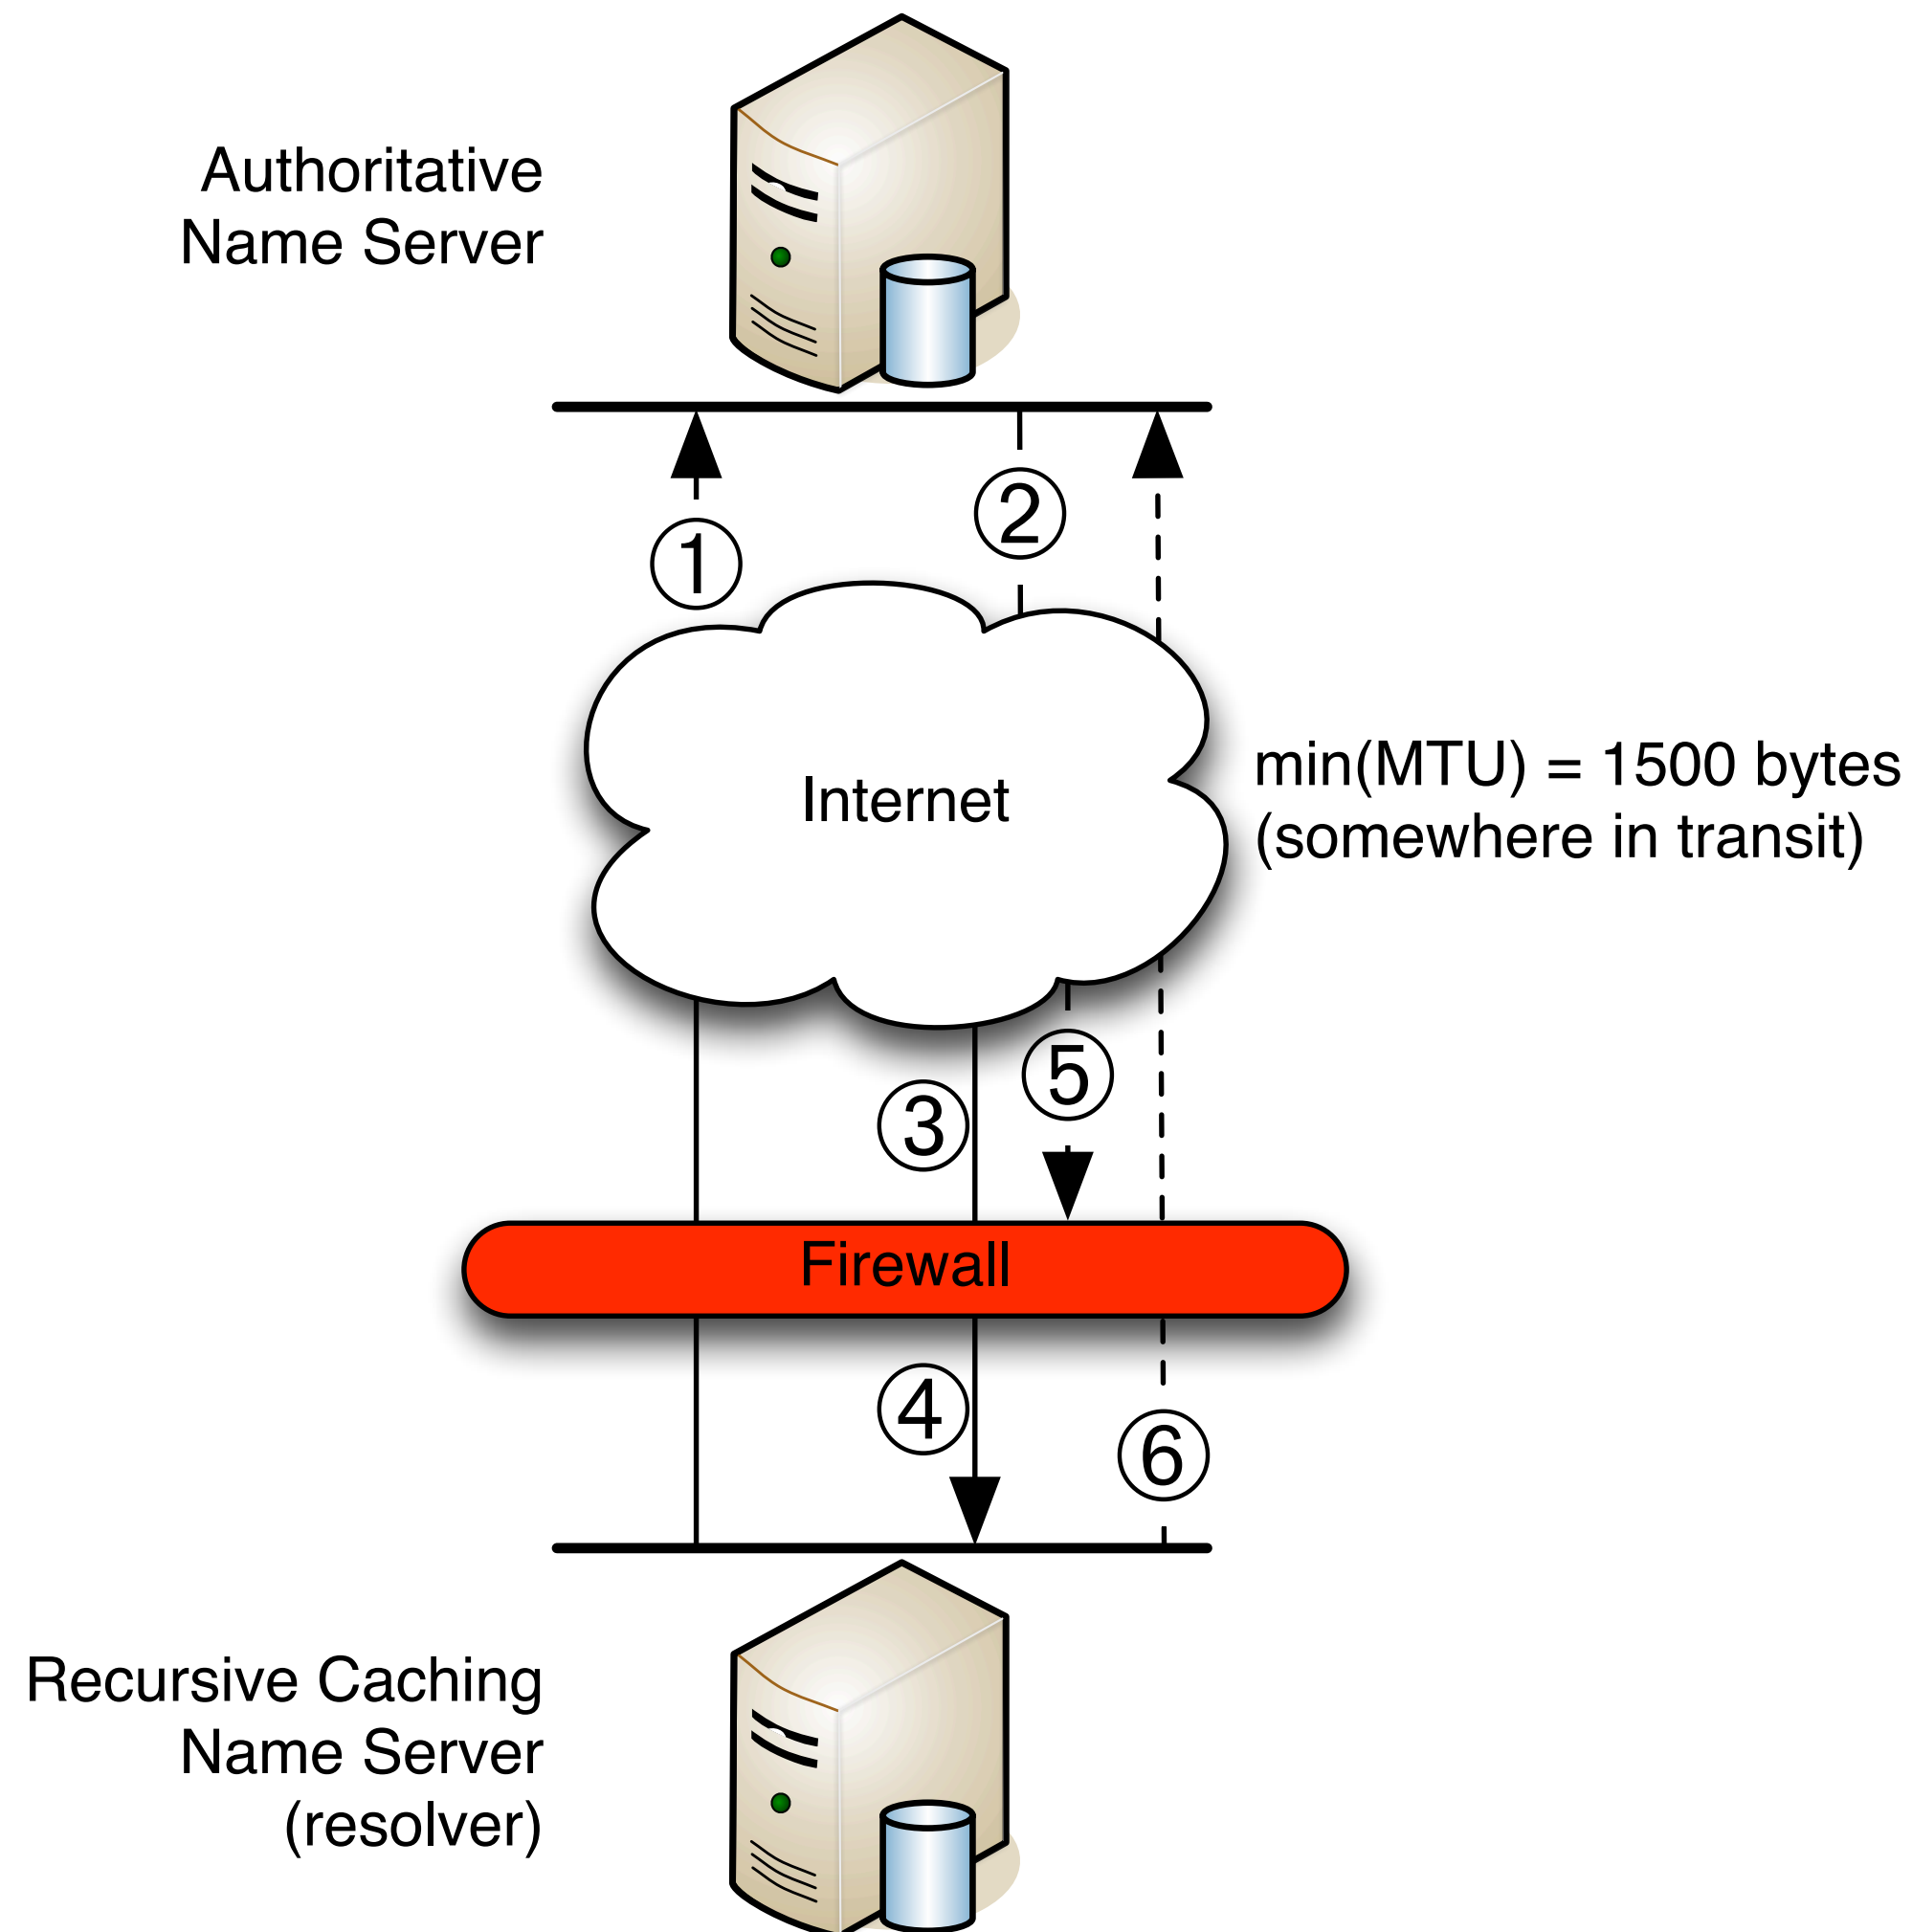 Authoritative
Name Server
1
2
Internet
min(MTU) = 1500 bytes
(somewhere in transit)
5
3
Firewall
4
6
Recursive Caching
Name Server
(resolver)